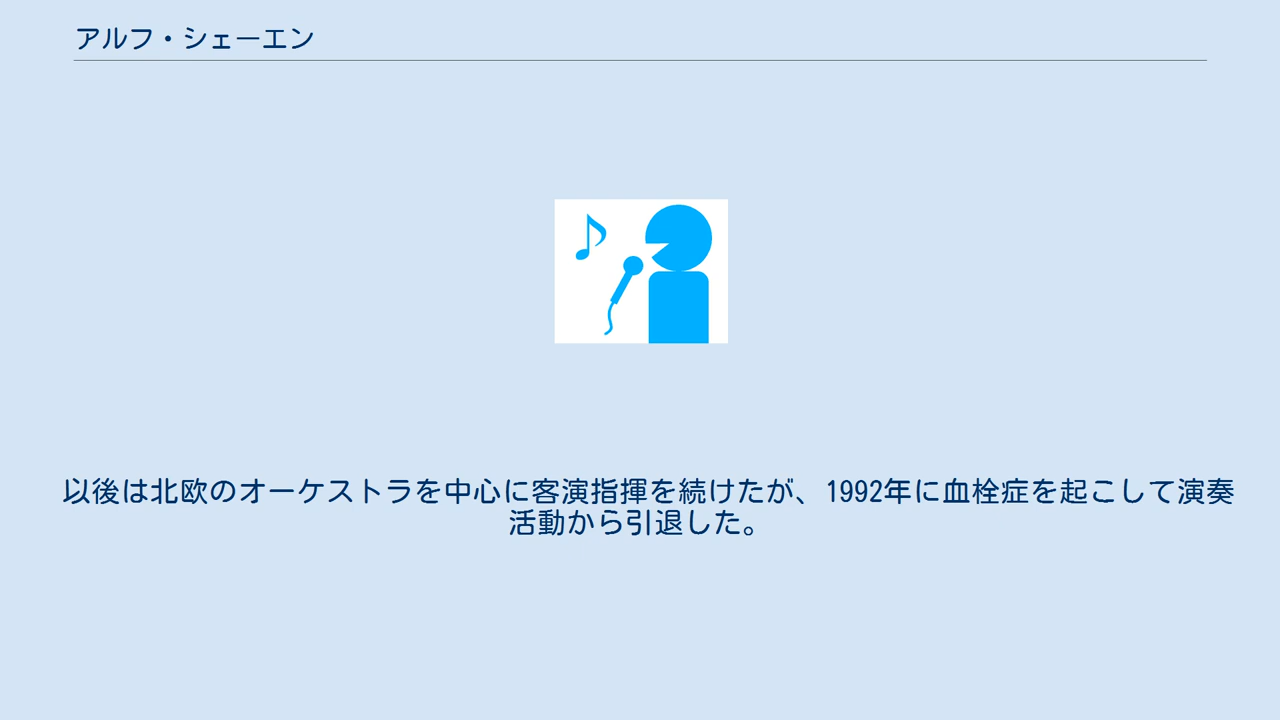 アルフ・シェーエン
以後は北欧のオーケストラを中心に客演指揮を続けたが、1992年に血栓症を起こして演奏
活動から引退した。